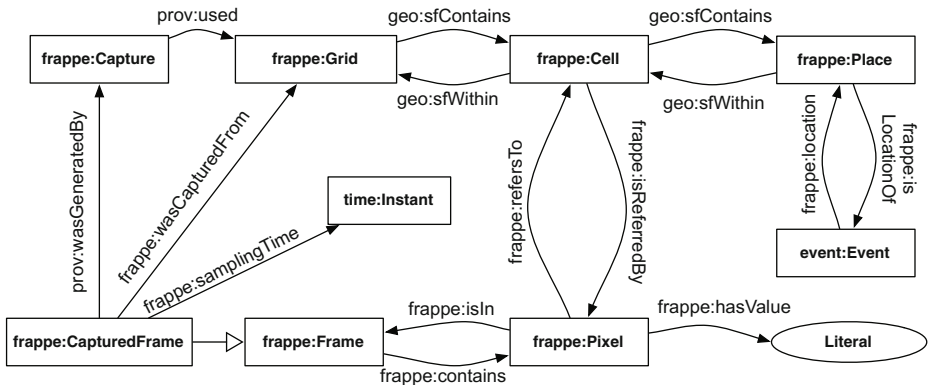 prov:used
geo:sfContains
geo:sfContains
frappe:Capture
frappe:Grid
frappe:Cell
frappe:Place
geo:sfWithin
geo:sfWithin
prov:wasGeneratedBy
frappe:wasCapturedFrom
frappe:samplingTime
time:Instant
frappe:refersTo
frappe:isReferredBy
frappe:location
frappe:is
LocationOf
event:Event
frappe:isIn
frappe:hasValue
frappe:CapturedFrame
frappe:Frame
frappe:Pixel
Literal
frappe:contains